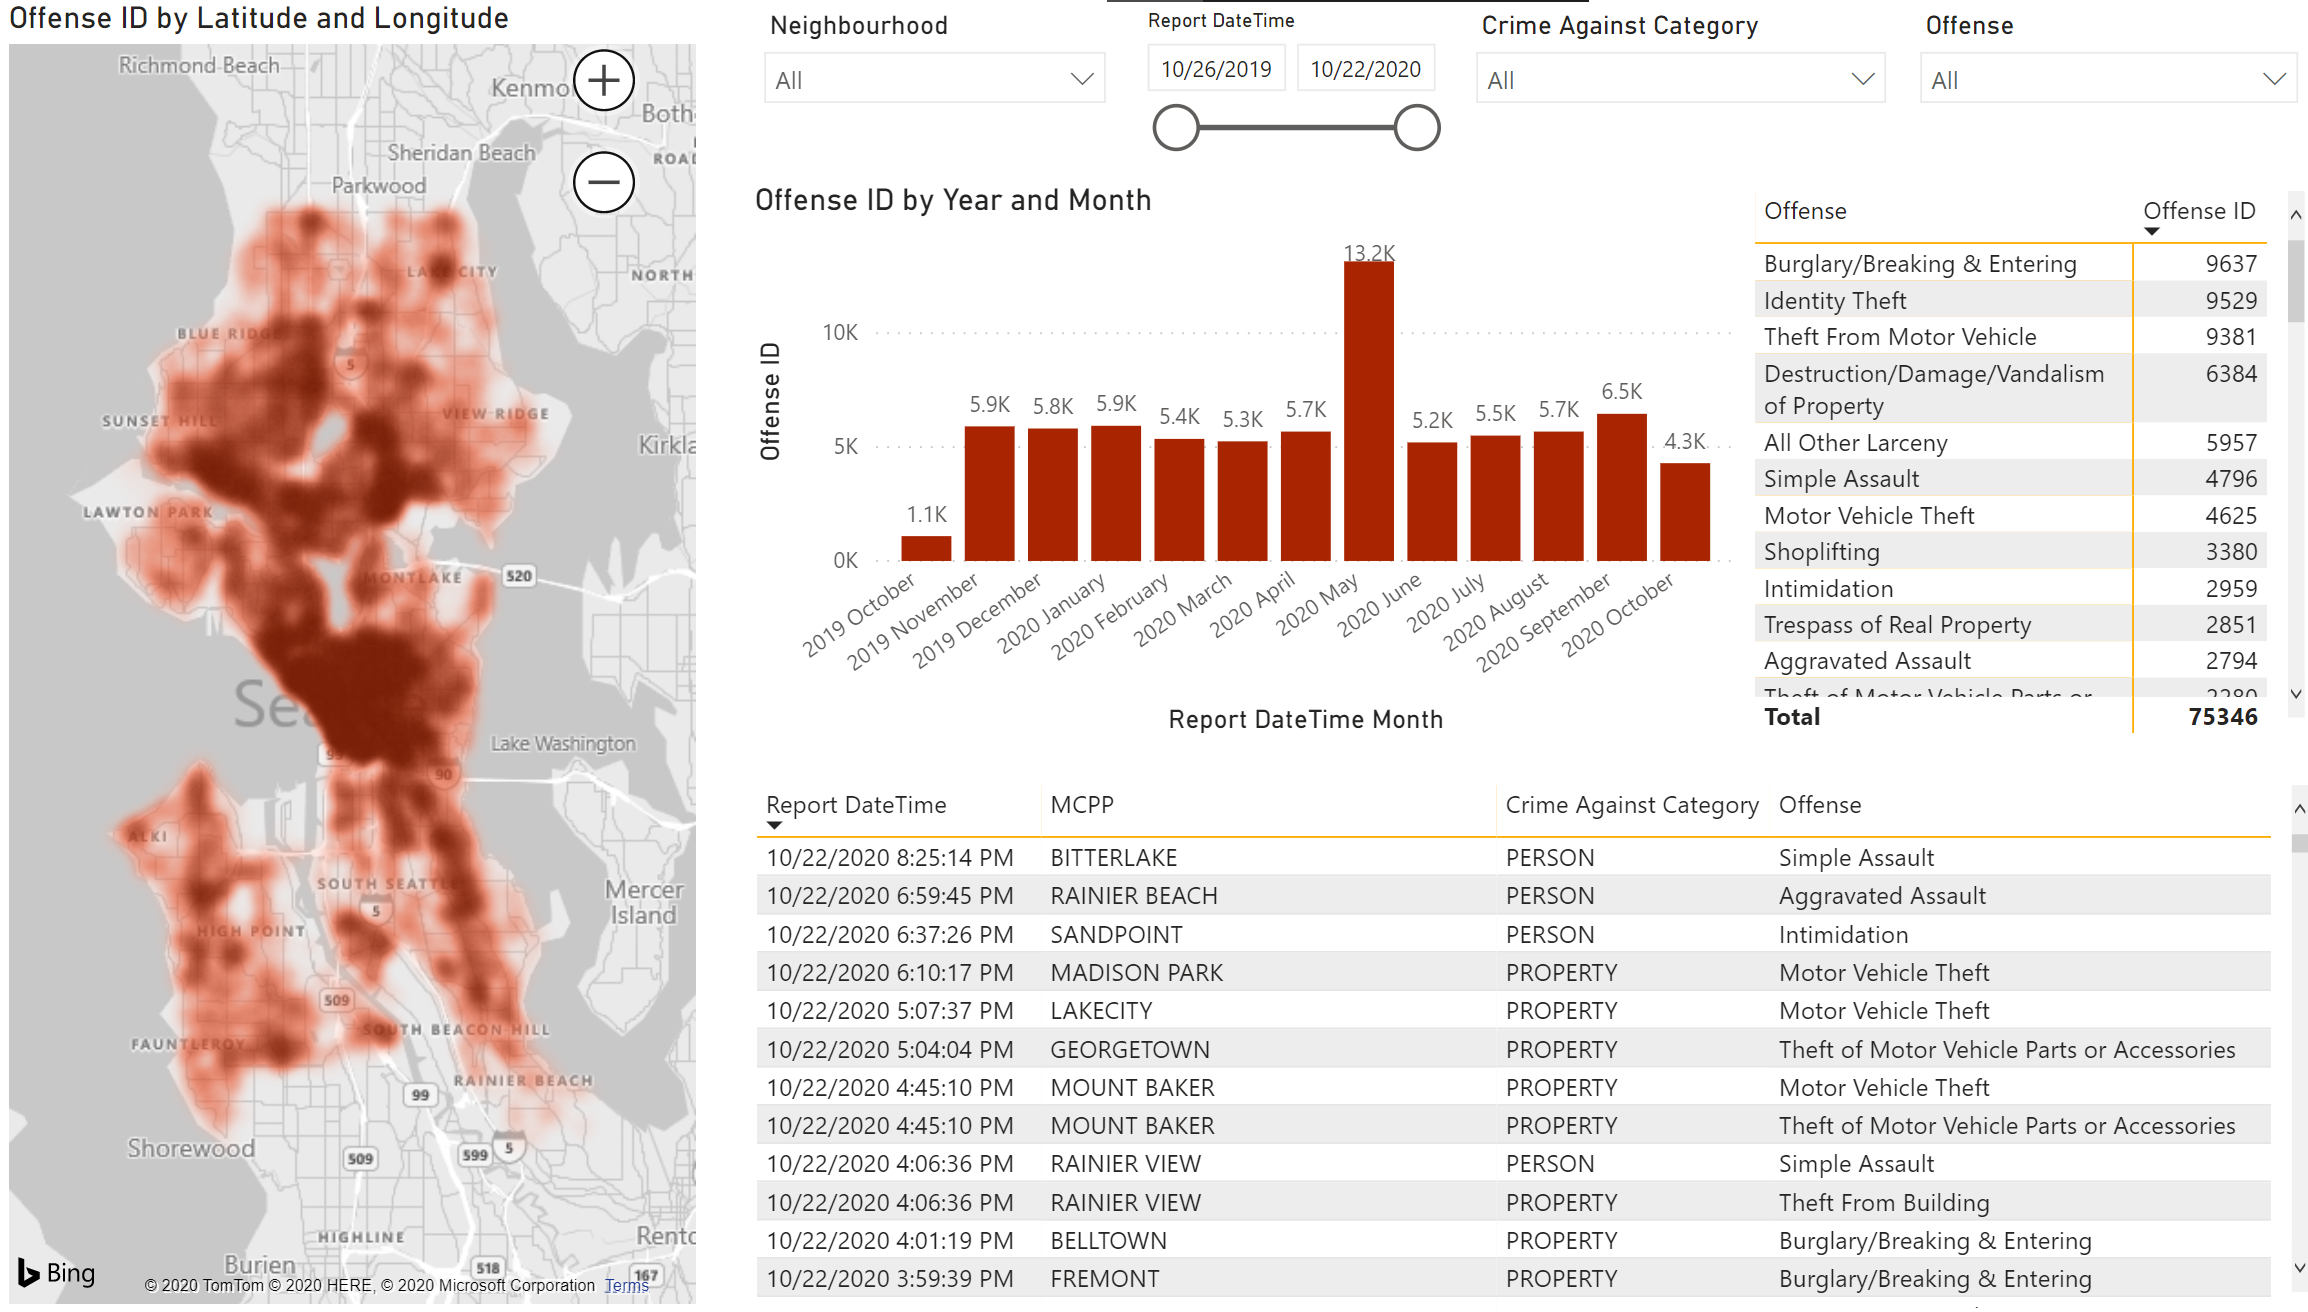 Offense ID by Latitude and Longitude
Richmond Beach
Kenmo
Both
Sheridan Beach
ROAD
Parkwood
LAKE CITY
NORTH
BLUE RIDGE
5
SUNSET HILL
VIEW RIDGE
Kirkla
LAWTON PARK
MONTLAKE
520
Sea
Lake Washington
99
90
ALKI
SOUTH SEATTLE
5
Mercer
Island
HIGH POINT
509
SOUTH BEACON HILL
FAUNTLEROY
RAINIER BEACH
99
Shorewood
509
599
5
HIGHLINE
Rento
Burien
518
167
Bing
© 2020 TomTom © 2020 HERE, © 2020 Microsoft Corporation Terms
Neighbourhood
All
Report DateTime
10/26/2019 10/22/2020
Crime Against Category
All
Offense
All
Offense ID by Year and Month
Offense ID
10K
5K
0K
1.1K
5.9K
5.8K
5.9K
5.4K
5.3K
5.7K
13.2K
5.2K
5.5K
5.7K
6.5K
4.3K
2019 October
2019 November
2019 December
2020 January
2020 February
2020 March
2020 April
2020 May
2020 June
2020 July
2020 August
2020 September
2020 October
Report DateTime Month
Offense Offense ID
Burglary/Breaking & Entering 9637
Identity Theft 9529
Theft From Motor Vehicle 9381
Destruction/Damage/Vandalism 6384
of Property
All Other Larceny 5957
Simple Assault 4796
Motor Vehicle Theft 4625
Shoplifting 3380
Intimidation 2959
Trespass of Real Property 2851
Aggravated Assault 2794
Theft of Motor Vehicle Parts or 2280
Total 75346
Report DateTime MCPP Crime Against Category Offense
10/22/2020 8:25:14 PM BITTERLAKE PERSON Simple Assault
10/22/2020 6:59:45 PM RAINIER BEACH PERSON Aggravated Assault
10/22/2020 6:37:26 PM SANDPOINT PERSON Intimidation
10/22/2020 6:10:17 PM MADISON PARK PROPERTY Motor Vehicle Theft
10/22/2020 5:07:37 PM LAKECITY PROPERTY Motor Vehicle Theft
10/22/2020 5:04:04 PM GEORGETOWN PROPERTY Theft of Motor Vehicle Parts or Accessories
10/22/2020 4:45:10 PM MOUNT BAKER PROPERTY Motor Vehicle Theft
10/22/2020 4:45:10 PM MOUNT BAKER PROPERTY Theft of Motor Vehicle Parts or Accessories
10/22/2020 4:06:36 PM RAINIER VIEW PERSON Simple Assault
10/22/2020 4:06:36 PM RAINIER VIEW PROPERTY Theft From Building
10/22/2020 4:01:19 PM BELLTOWN PROPERTY Burglary/Breaking & Entering
10/22/2020 3:59:39 PM FREMONT PROPERTY Burglary/Breaking & Entering